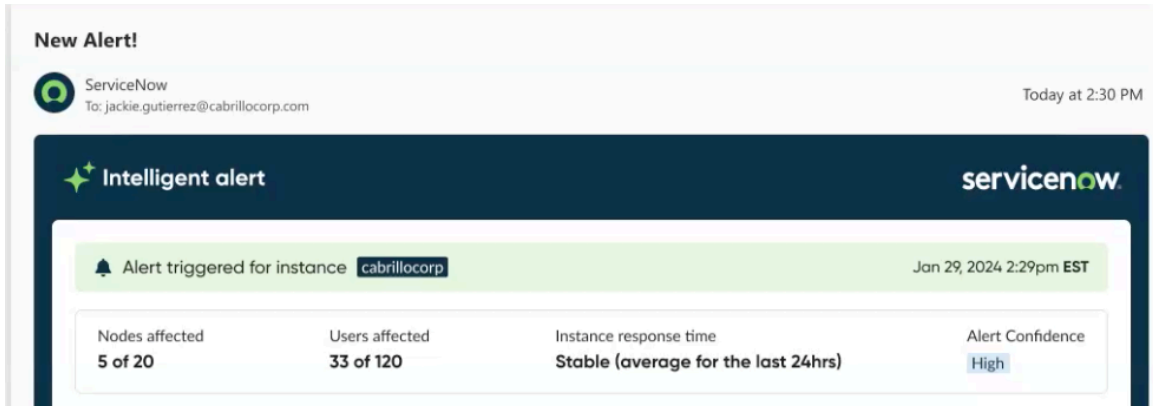 New Alert!
ServiceNow
To: jackie.gutierrez@cabrillocorp.com
Today at 2:30 PM
Intelligent alert
servicenow.
Alert triggered for instance cabrillocorp
Jan 29, 2024 2:29pm EST
Nodes affected
5 of 20
Users affected
33 of 120
Instance response time
Stable (average for the last 24hrs)
Alert Confidence
High